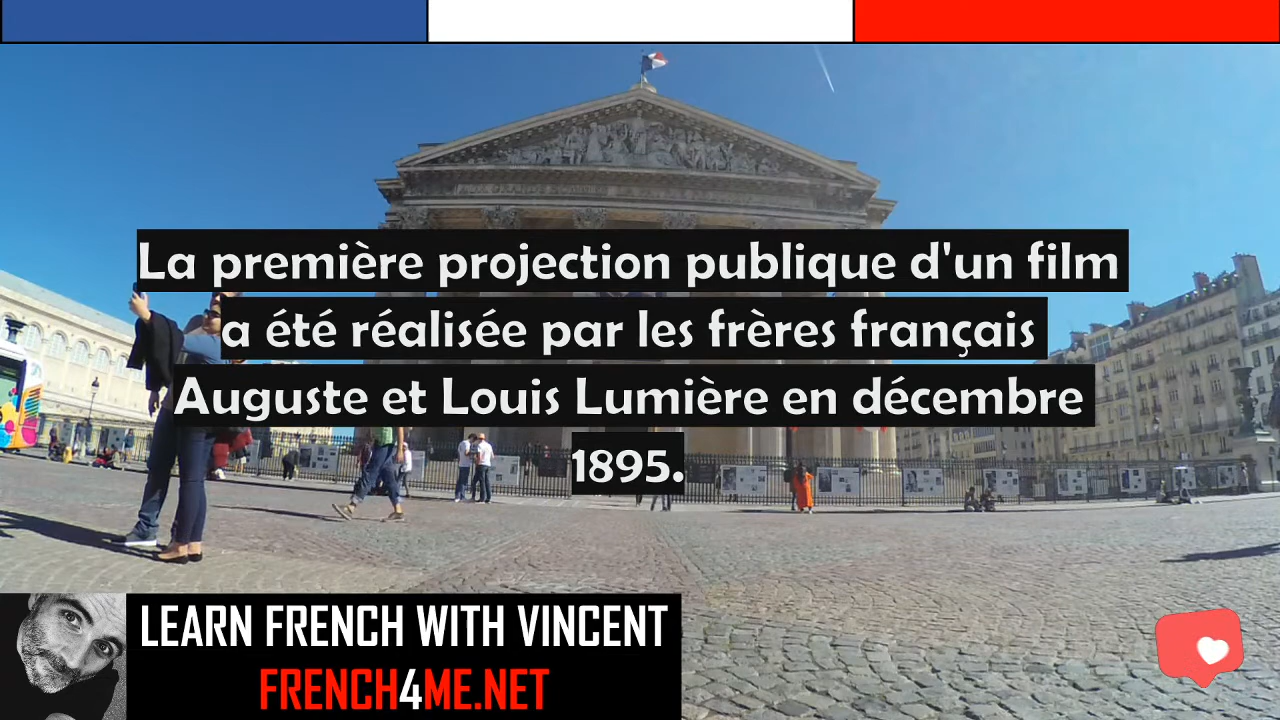 La première projection publique d'un film
a été réalisée par les frères français
Auguste et Louis Lumière en décembre
1895.
LEARN FRENCH WITH VINCENT
FRENCH4ME.NET